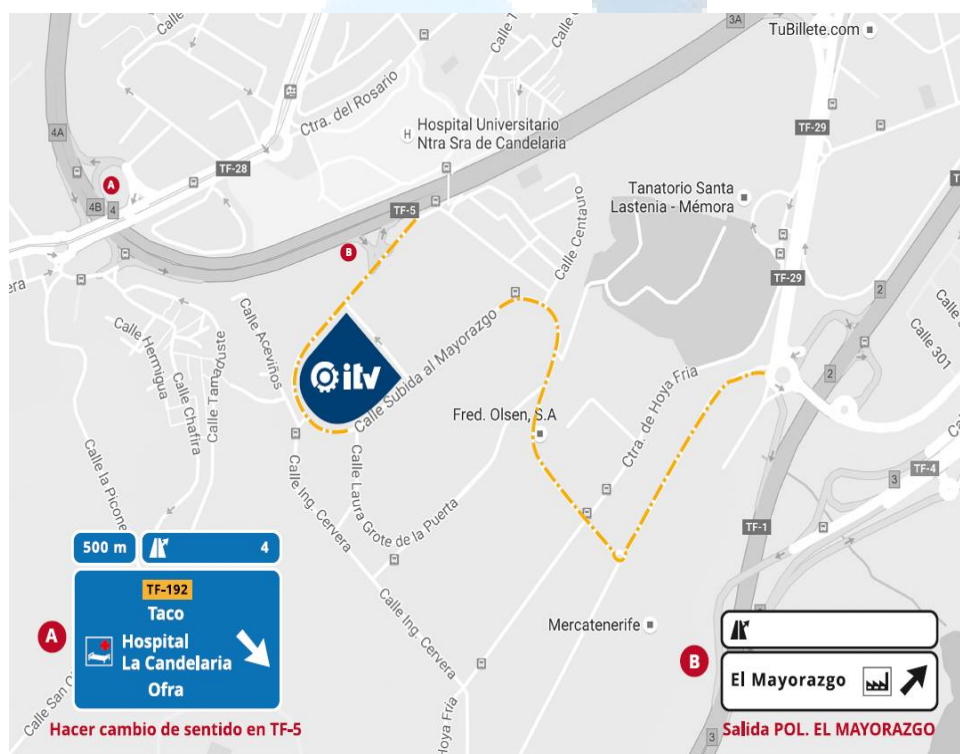 Calle
Calle T
Calle
3A
TuBillete.com
4A
Ctra. del Rosario
H
Hospital Universitario
Ntra Sra de Candelaria
TF-29
TF-28
A
4B
4
TF-5
Tanatorio Santa
Lastenia - Mémora
B
Calle Centauro
TF-29
2
Calle
Calle 301
Calle Hermigua
Calle Tamaduste
Calle Chafira
Calle Aceviños
itv
Calle Subida al Mayorazgo
2
Fred. Olsen, S.A
Ctra. de Hoya Fría
Calle la Picone
Calle Ing. Cervera
Calle Laura Grote de la Puerta
TF-4
3
TF-1
500 m
4
TF-192
Taco
Hospital
La Candelaria
Ofra
A
Calle Ing. Cervera
Mercatenerife
B
El Mayorazgo
Calle San
Hoya Fría
3
Hacer cambio de sentido en TF-5
Salida POL. EL MAYORAZGO